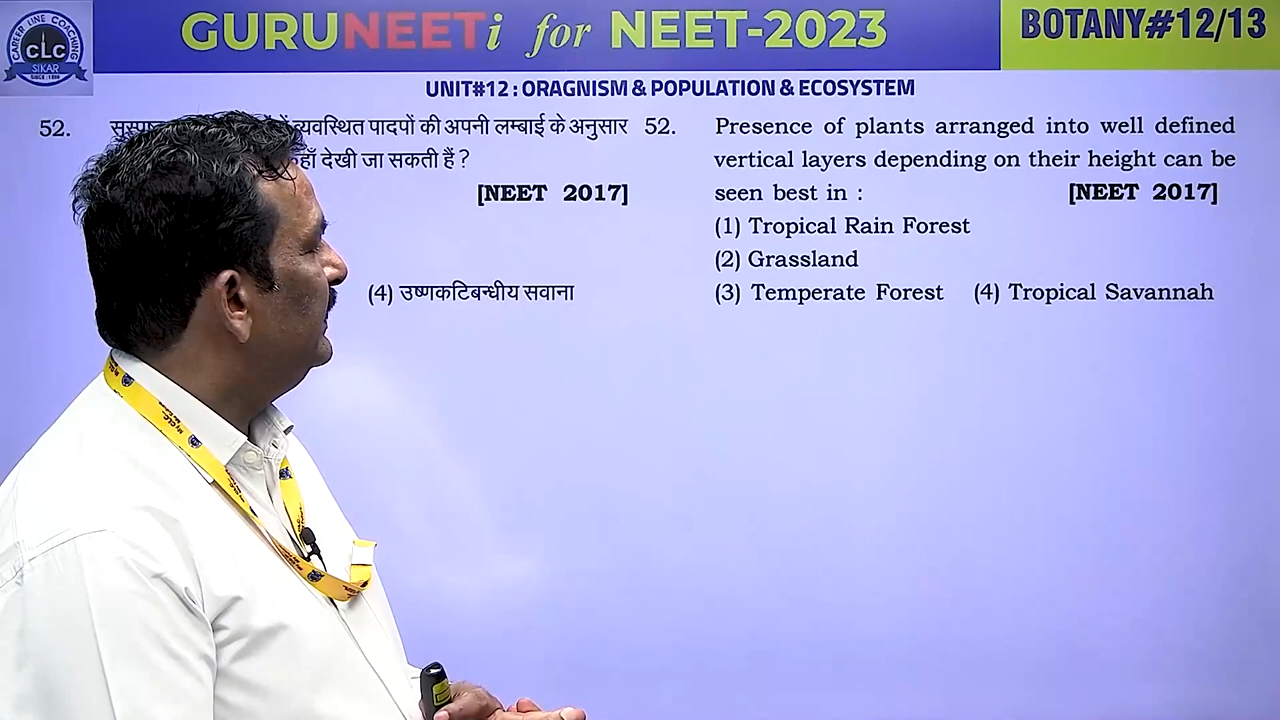 CAREER LINE COACHING
CLC
SIKAR
SINCE : 1996
GURUNEETi for NEET-2023
BOTANY#12/13
UNIT#12 : ORAGNISM & POPULATION & ECOSYSTEM
52.
व्यवस्थित पादपों की अपनी लम्बाई के अनुसार
देखी जा सकती हैं ?
[NEET 2017]
(4) उष्णकटिबन्धीय सवाना
52. Presence of plants arranged into well defined
vertical layers depending on their height can be
seen best in : [NEET 2017]
(1) Tropical Rain Forest
(2) Grassland
(3) Temperate Forest (4) Tropical Savannah